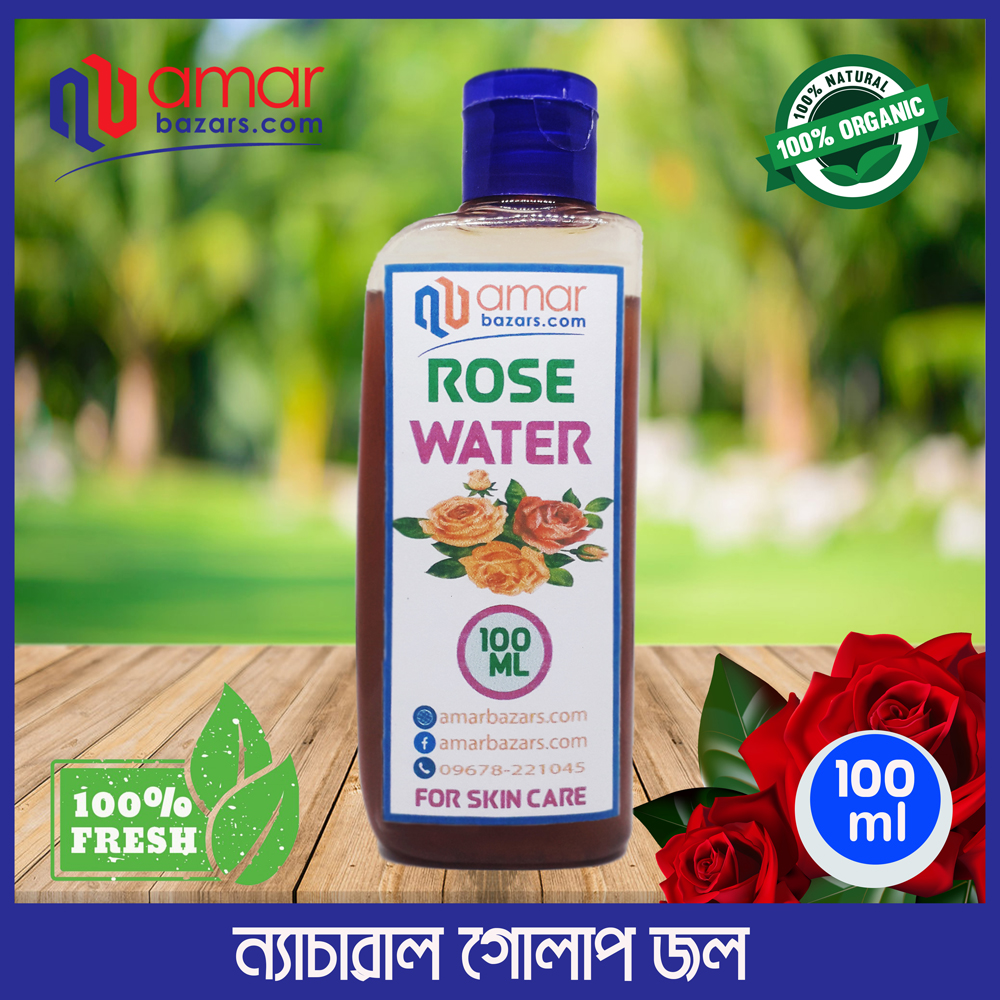 amar
bazars.com
100% NATURAL
100% ORGANIC
amar
bazars.com
ROSE
WATER
100
ML
amarbazars.com
amarbazars.com
09678-221045
FOR SKIN CARE
100%
FRESH
100
ml
ন্যাচারাল গোলাপ জল